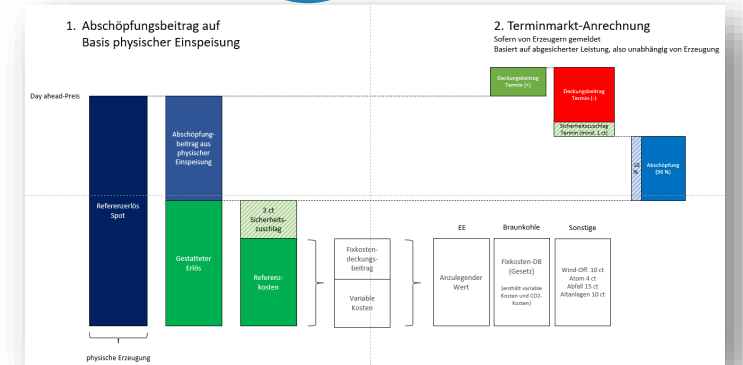 1. Abschöpfungsbeitrag auf
Basis physischer Einspeisung
2. Terminmarkt-Anrechnung
Sofern von Erzeugern gemeldet
Basiert auf abgesicherter Leistung, also unabhängig von Erzeugung
Day ahead-Preis
Referenzerlös
Spot
physische Erzeugung
Abschöpfung-
beitrag aus
physischer
Einspeisung
Gestatteter
Erlös
3 ct
Sicherheits-
zuschlag
Referenz-
kosten
Fixkosten-
deckungs-
beitrag
Variable
Kosten
EE
Anzulegender
Wert
Braunkohle
Fixkosten-DB
(Gesetz)
(enthält variable
Kosten und CO2-
Kosten)
Sonstige
Wind-Off. 10 ct
Atom 4 ct
Abfall 15 ct
Altanlagen 10 ct
Deckungsbeitrag
Termin (+)
Deckungsbeitrag
Termin (-)
Sicherheitszuschlag
Termin (mind. 1 ct)
10
%
Abschöpfung
(90 %)